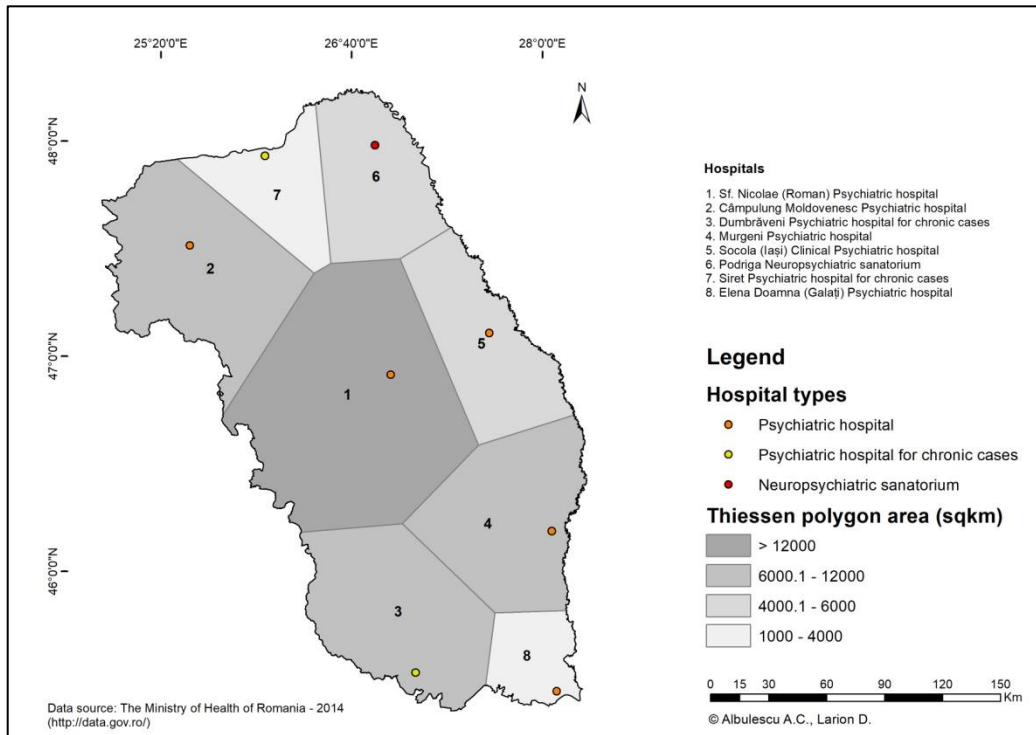 25°20'0"E 26°40'0"E 28°0'0"E
N
48°0'0"N
47°0'0"N
46°0'0"N
7
6
2
5
1
4
3
8
Hospitals
1. Sf. Nicolae (Roman) Psychiatric hospital
2. Câmpulung Moldovenesc Psychiatric hospital
3. Dumbrăveni Psychiatric hospital for chronic cases
4. Murgeni Psychiatric hospital
5. Socola (Iași) Clinical Psychiatric hospital
6. Podriga Neuropsychiatric sanatorium
7. Siret Psychiatric hospital for chronic cases
8. Elena Doamna (Galați) Psychiatric hospital
Legend
Hospital types
Psychiatric hospital
Psychiatric hospital for chronic cases
Neuropsychiatric sanatorium
Thiessen polygon area (sqkm)
> 12000
6000.1 - 12000
4000.1 - 6000
1000 - 4000
0 15 30 60 90 120 150
Km
© Albulescu A.C., Larion D.
Data source: The Ministry of Health of Romania - 2014
(http://data.gov.ro/)